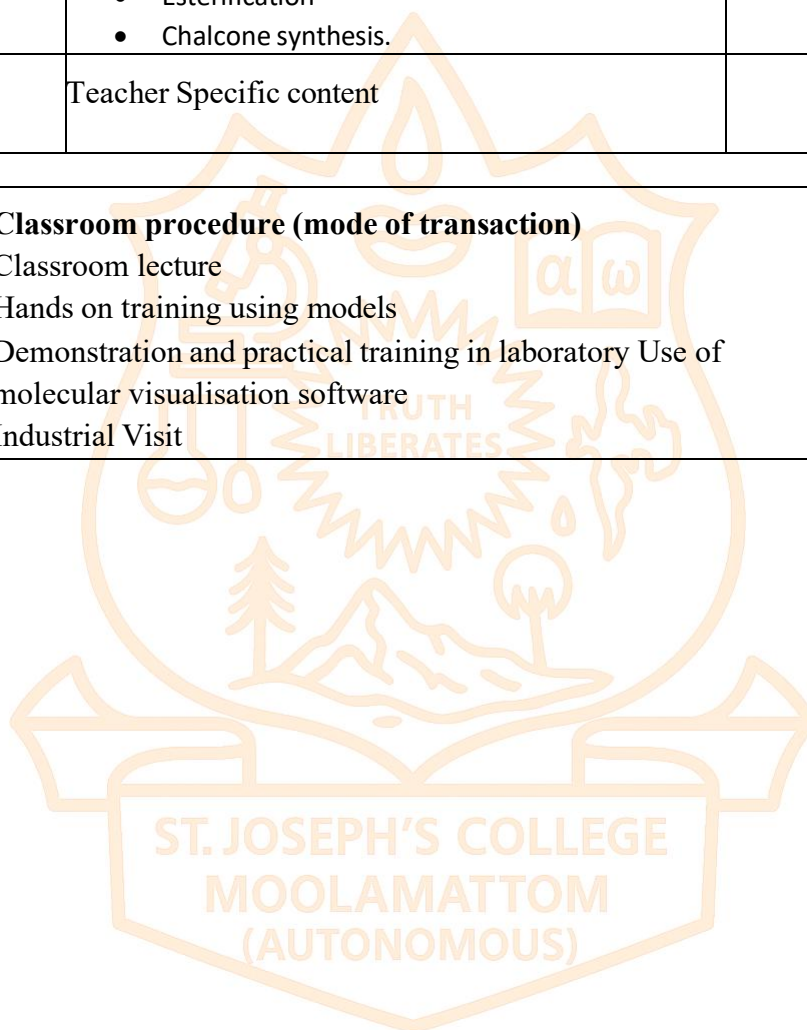 Esterification
• Chalcone synthesis.
Teacher Specific content
Classroom procedure (mode of transaction)
Classroom lecture
Hands on training using models
Demonstration and practical training in laboratory Use of
molecular visualisation software
Industrial Visit
α ω
TRUTH
LIBERATES
ST. JOSEPH'S COLLEGE
MOOLAMATTOM
(AUTONOMOUS)